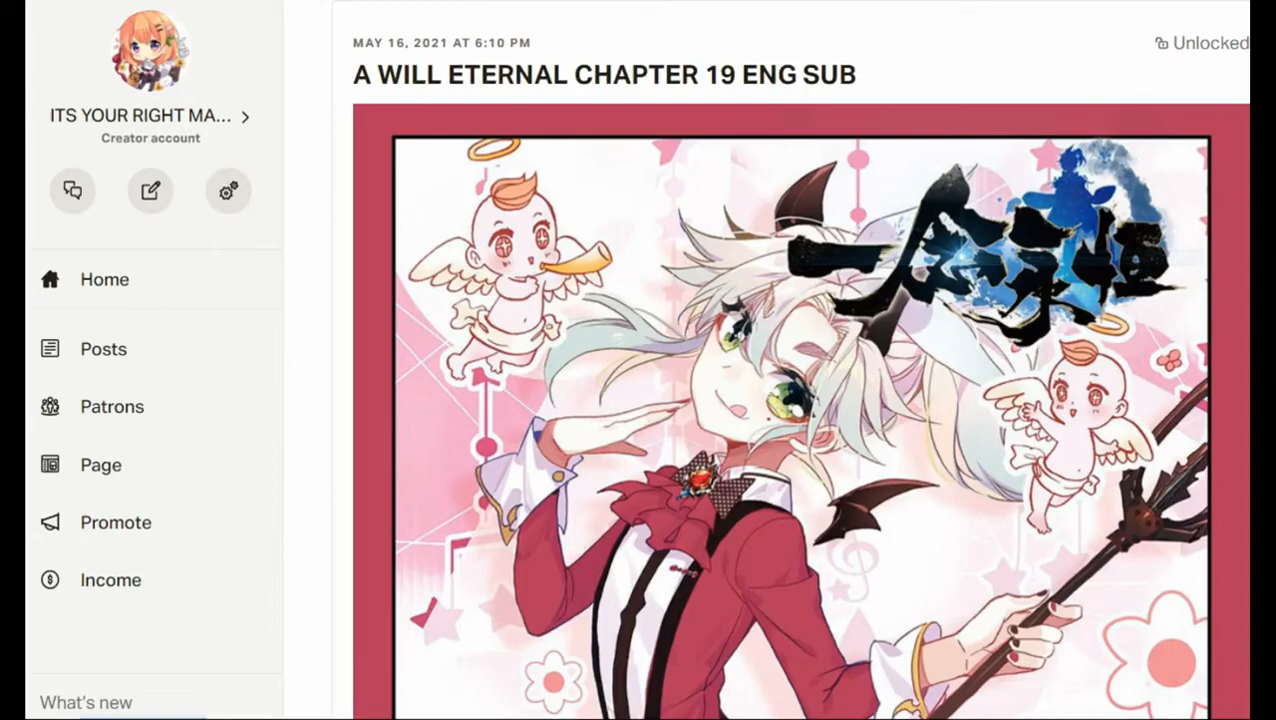 ITS YOUR RIGHT MA...
Creator account
Home
Posts
Patrons
Page
Promote
Income
What's new
MAY 16, 2021 AT 6:10 PM
Unlocked
A WILL ETERNAL CHAPTER 19 ENG SUB
一念永恒